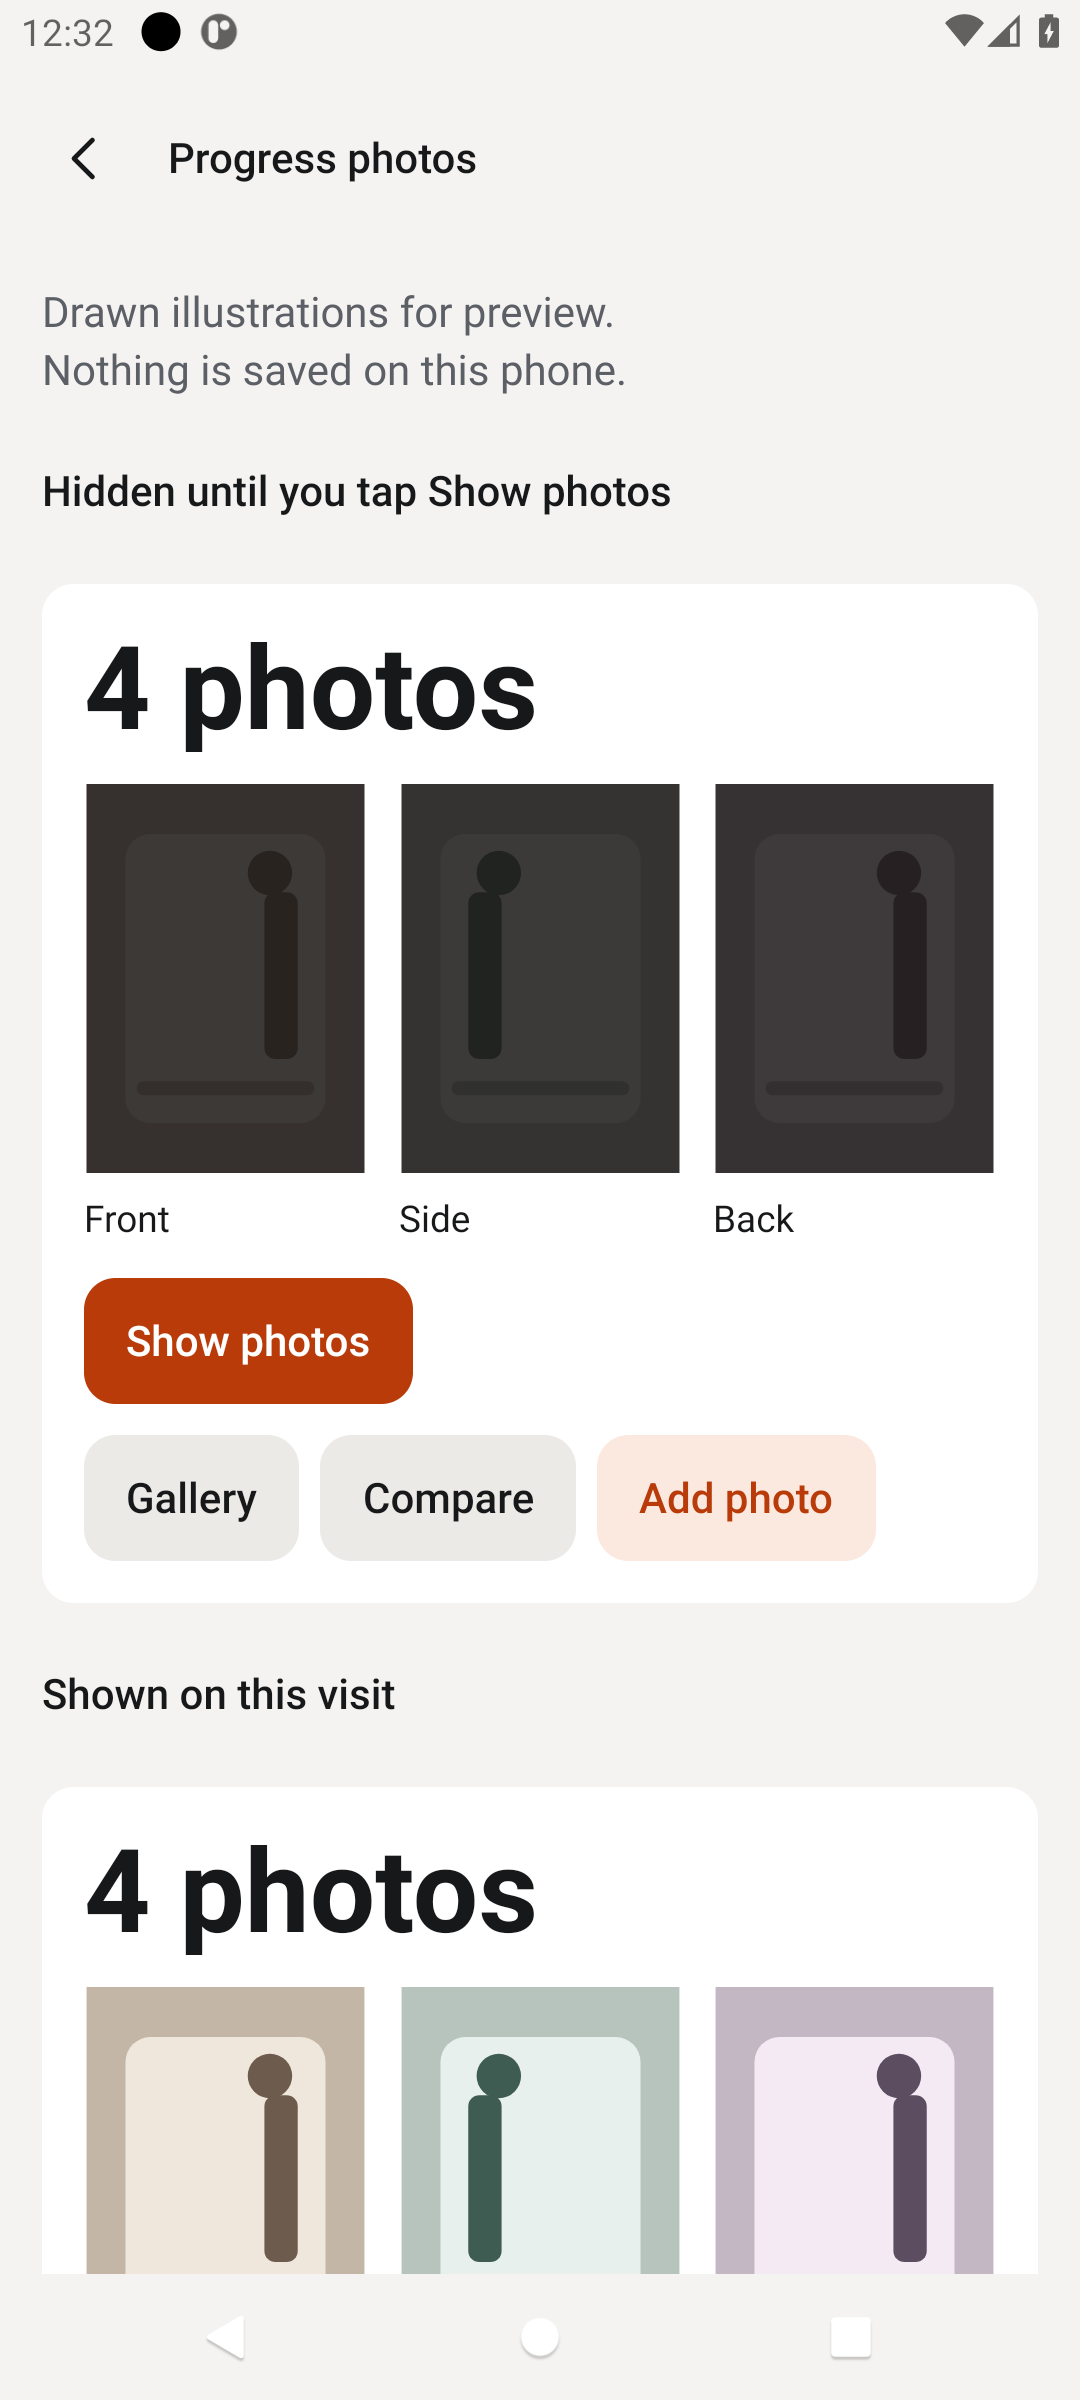 12:32
Progress photos
Drawn illustrations for preview.
Nothing is saved on this phone.
Hidden until you tap Show photos
4 photos
Front
Side
Back
Show photos
Gallery
Compare
Add photo
Shown on this visit
4 photos